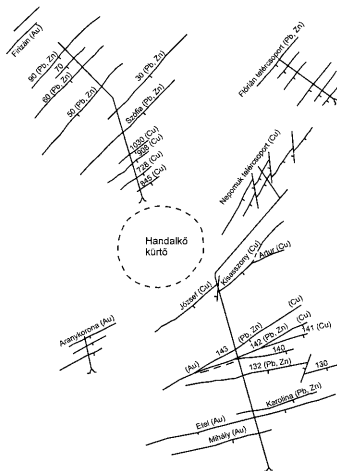 Firizan (Au)
90 (Pb, Zn)
70
60 (Pb, Zn)
50 (Pb, Zn)
30 (Pb, Zn)
Szófia (Pb, Zn)
1030 (Cu)
908
728 (Cu)
845 (Cu)
Flórián telércsoport (Pb, Zn)
Nepomuk telércsoport (Cu)
Handalkő
kürtő
Kisasszony (Cu)
Artur (Cu)
József (Cu)
Aranykorona (Au)
(Au)
143
(Pb, Zn)
(Cu)
142 (Pb, Zn)
(Cu)
141 (Cu)
140
132 (Pb, Zn)
130
Karolina (Pb, Zn)
Etel (Au)
Mihály (Au)